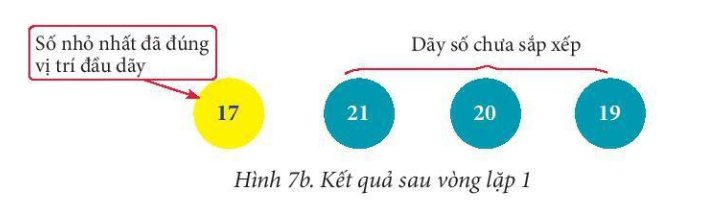 Số nhỏ nhất đã đúng
vị trí đầu dãy
Dãy số chưa sắp xếp
17 21 20 19
Hình 7b. Kết quả sau vòng lặp 1